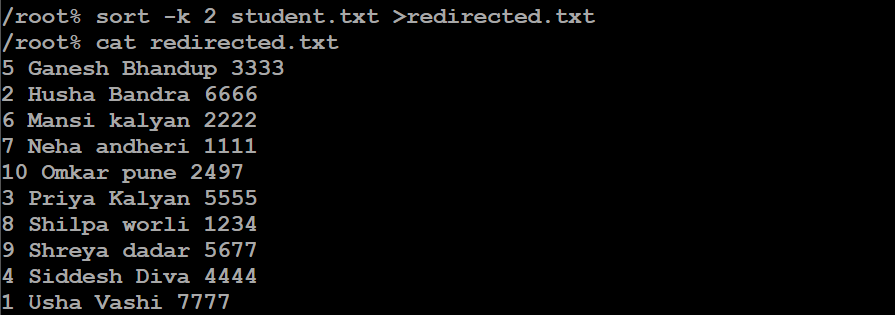 /root% sort -k 2 student.txt >redirected.txt
/root% cat redirected.txt
5 Ganesh Bhandup 3333
2 Husha Bandra 6666
6 Mansi kalyan 2222
7 Neha andheri 1111
10 Omkar pune 2497
3 Priya Kalyan 5555
8 Shilpa worli 1234
9 Shreya dadar 5677
4 Siddesh Diva 4444
1 Usha Vashi 7777